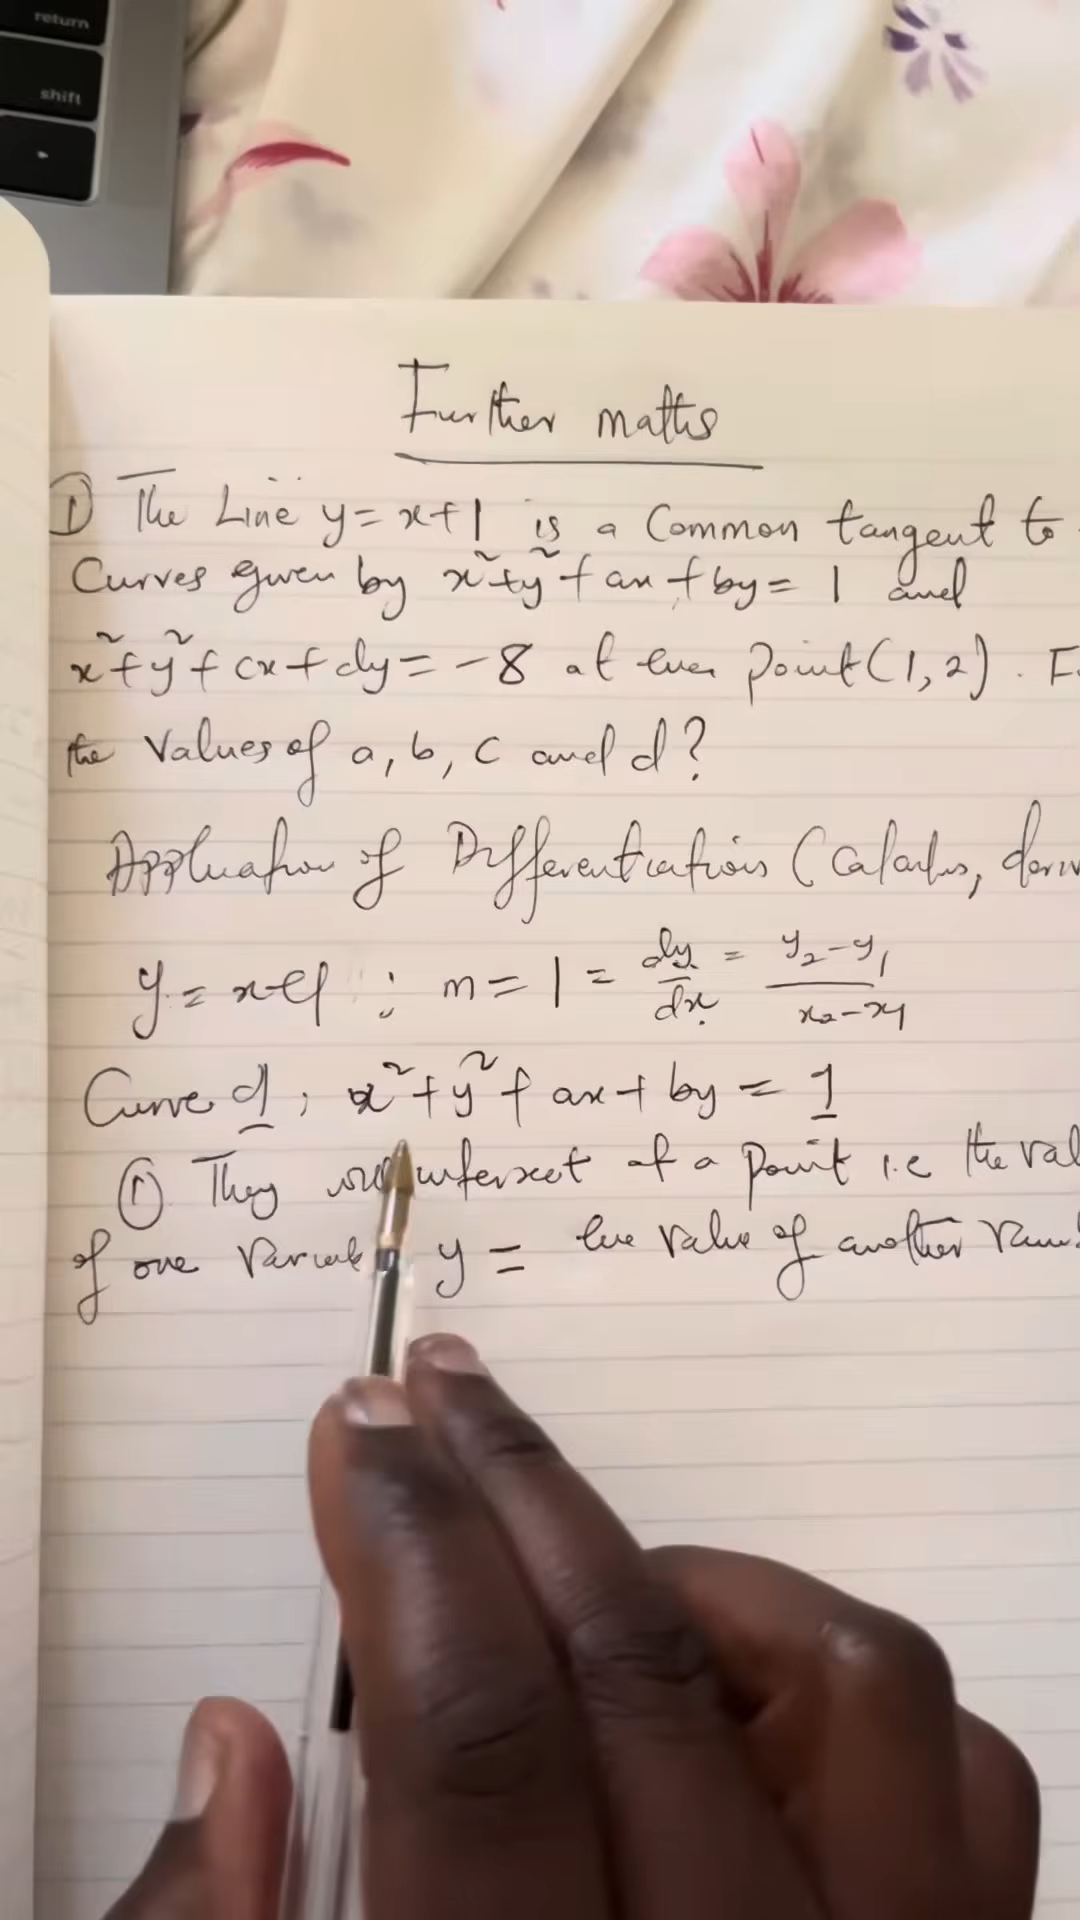 return
shift
Further maths
① The Line y = x+1 is a Common tangent to
Curves given by x²+y²+ax+by = 1 and
x²+y²+cx+dy = -8 at point (1,2).
the values of a, b, c and d?
Application of Differentiation (Calculus, deriv
y = x+1 ; m = 1 = dy/dx = y₂-y₁/x₂-x₁
Curve 1; x²+y²+ax+by = 1
① They intersect at a point i.e the val
of one Variable y = the value of another